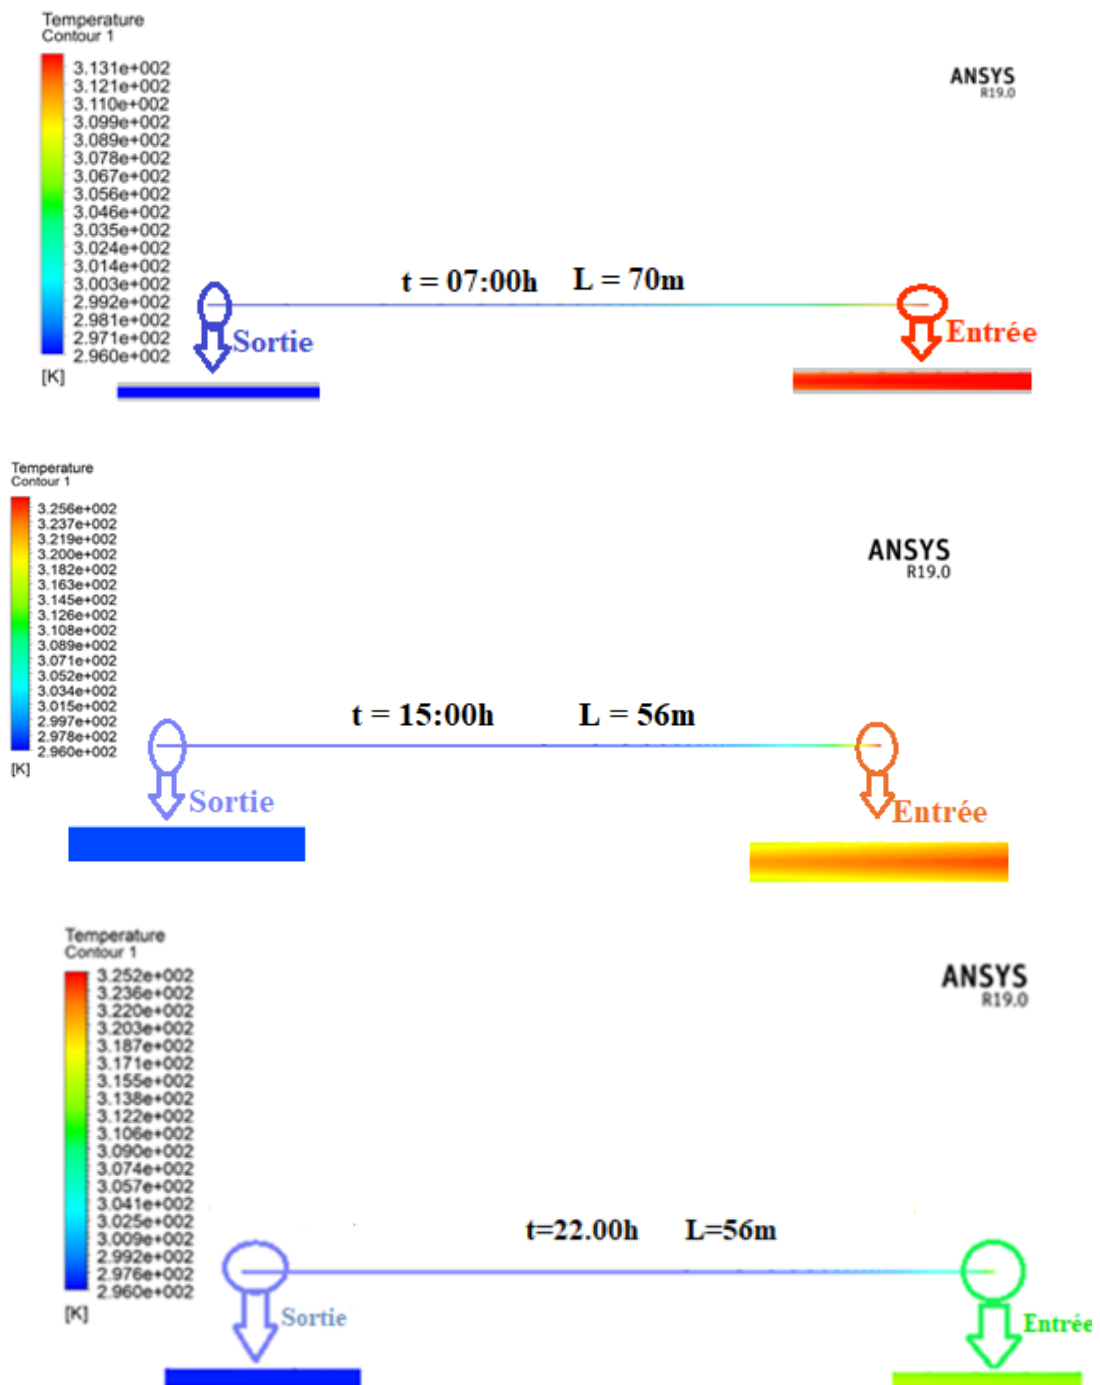 Temperature
Contour 1
3.131e+002
3.121e+002
3.110e+002
3.099e+002
3.089e+002
3.078e+002
3.067e+002
3.056e+002
3.046e+002
3.035e+002
3.024e+002
3.014e+002
3.003e+002
2.992e+002
2.981e+002
2.971e+002
2.960e+002
[K]
ANSYS
R19.0
t = 07:00h L = 70m
Sortie
Entrée
Temperature
Contour 1
3.256e+002
3.237e+002
3.219e+002
3.200e+002
3.182e+002
3.163e+002
3.145e+002
3.126e+002
3.108e+002
3.089e+002
3.071e+002
3.052e+002
3.034e+002
3.015e+002
2.997e+002
2.978e+002
2.960e+002
[K]
ANSYS
R19.0
t = 15:00h L = 56m
Sortie
Entrée
Temperature
Contour 1
3.252e+002
3.236e+002
3.220e+002
3.203e+002
3.187e+002
3.171e+002
3.155e+002
3.138e+002
3.122e+002
3.106e+002
3.090e+002
3.074e+002
3.057e+002
3.041e+002
3.025e+002
3.009e+002
2.992e+002
2.976e+002
2.960e+002
[K]
ANSYS
R19.0
t=22.00h L=56m
Sortie
Entrée